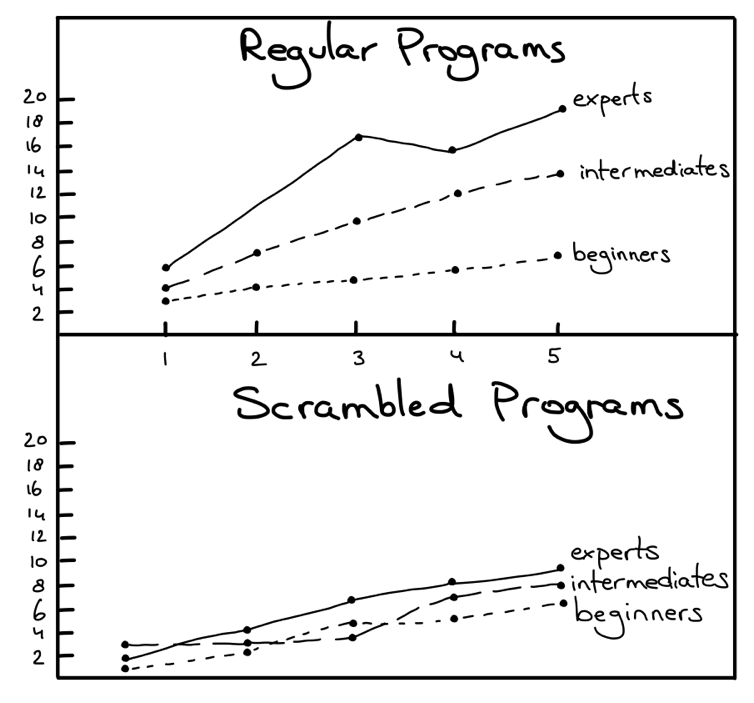 Regular Programs
20
18
16
14
12
10
8
6
4
2
experts
intermediates
beginners
1 2 3 4 5
Scrambled Programs
20
18
16
14
12
10
8
6
4
2
experts
intermediates
beginners